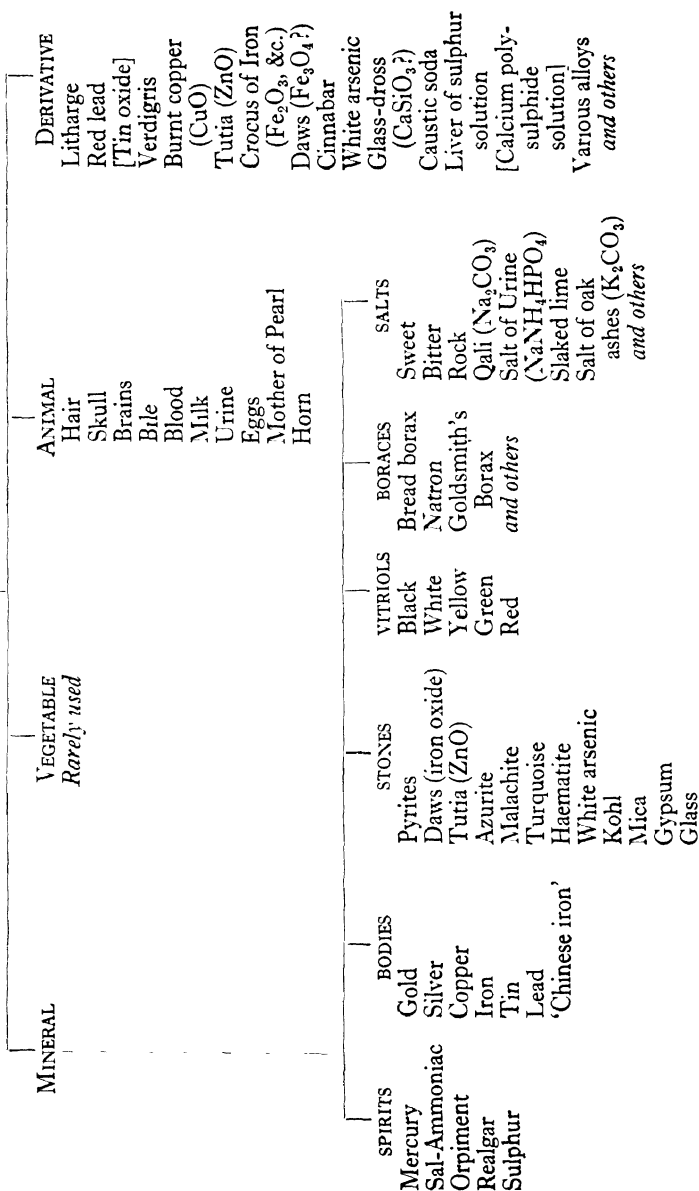 MINERAL
VEGETABLE
Rarely used
ANIMAL
Hair
Skull
Brains
Bile
Blood
Milk
Urine
Eggs
Mother of Pearl
Horn
DERIVATIVE
Litharge
Red lead
[Tin oxide]
Verdigris
Burnt copper
(CuO)
Tutia (ZnO)
Crocus of Iron
(Fe₂O₃, &c.)
Daws (Fe₃O₄ ?)
Cinnabar
White arsenic
Glass-dross
(CaSiO₃ ?)
Caustic soda
Liver of sulphur
solution
[Calcium poly-
sulphide
solution]
Various alloys
and others
SPIRITS
Mercury
Sal-Ammoniac
Orpiment
Realgar
Sulphur
BODIES
Gold
Silver
Copper
Iron
Tin
Lead
‘Chinese iron’
STONES
Pyrites
Daws (iron oxide)
Tutia (ZnO)
Azurite
Malachite
Turquoise
Haematite
White arsenic
Kohl
Mica
Gypsum
Glass
VITRIOLS
Black
White
Yellow
Green
Red
BORACES
Bread borax
Natron
Goldsmith's
Borax
and others
SALTS
Sweet
Bitter
Rock
Qali (Na₂CO₃)
Salt of Urine
(NaNH₄HPO₄)
Slaked lime
Salt of oak
ashes (K₂CO₃)
and others